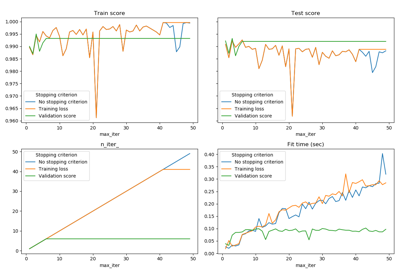 Train score
Test score
1.000
0.995
0.990
0.985
0.980
0.975
0.970
0.965
0.960
Stopping criterion
No stopping criterion
Training loss
Validation score
Stopping criterion
No stopping criterion
Training loss
Validation score
0 10 20 30 40 50
max_iter
0 10 20 30 40 50
max_iter
n_iter_
Fit time (sec)
50
40
30
20
10
0
Stopping criterion
No stopping criterion
Training loss
Validation score
0.40
0.35
0.30
0.25
0.20
0.15
0.10
0.05
0.00
Stopping criterion
No stopping criterion
Training loss
Validation score
0 10 20 30 40 50
max_iter
0 10 20 30 40 50
max_iter